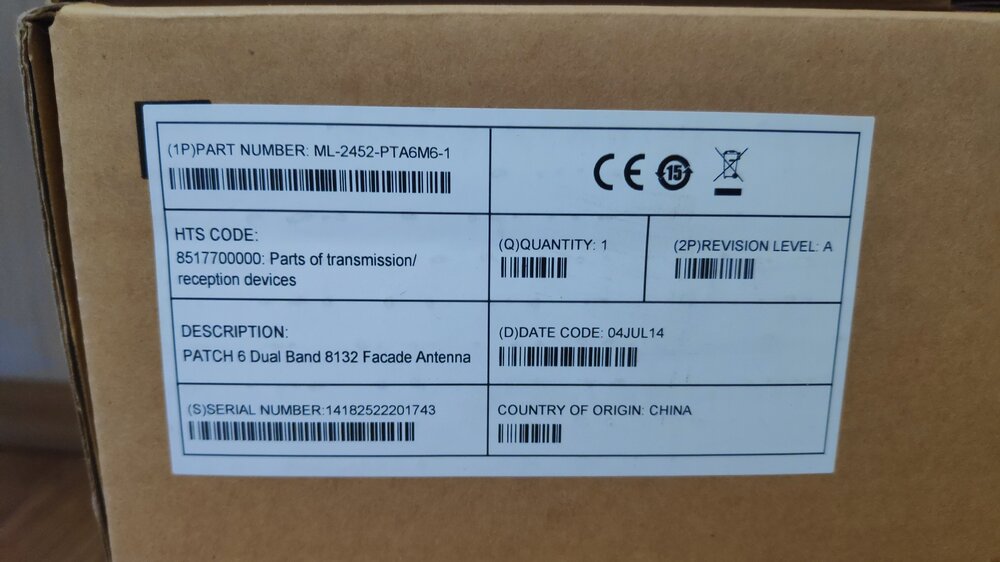 (1P)PART NUMBER: ML-2452-PTA6M6-1
CE 15
HTS CODE:
8517700000: Parts of transmission/
reception devices
(Q)QUANTITY: 1
(2P)REVISION LEVEL: A
DESCRIPTION:
PATCH 6 Dual Band 8132 Facade Antenna
(D)DATE CODE: 04JUL14
(S)SERIAL NUMBER:14182522201743
COUNTRY OF ORIGIN: CHINA